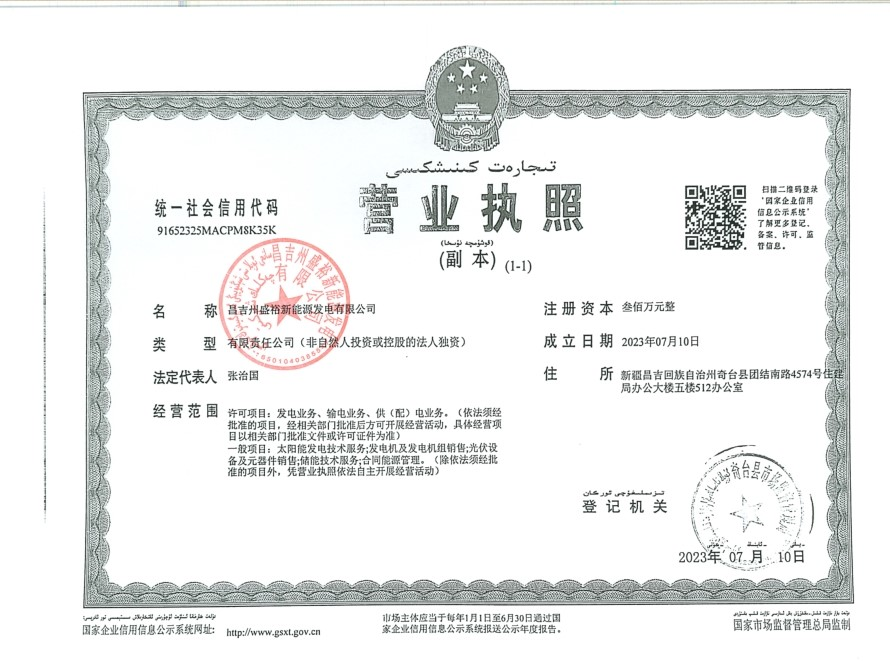 تىجارەت كىنىشكىسى
营业执照
(قوشۇمچە نۇسخا)
(副 本) (1-1)
统一社会信用代码
91652325MACPM8K35K
扫描二维码登录
‘国家企业信用
信息公示系统’
了解更多登记、
备案、许可、监
管信息。
名 称 昌吉州盛裕新能源发电有限公司
类 型 有限责任公司（非自然人投资或控股的法人独资）
法定代表人 张治国
经营范围 许可项目：发电业务、输电业务、供（配）电业务。（依法须经
批准的项目，经相关部门批准后方可开展经营活动，具体经营项
目以相关部门批准文件或许可证件为准）
一般项目：太阳能发电技术服务;发电机及发电机组销售;光伏设
备及元器件销售;储能技术服务;合同能源管理。（除依法须经批
准的项目外，凭营业执照依法自主开展经营活动）
注册资本 叁佰万元整
成立日期 2023年07月10日
住 所 新疆昌吉回族自治州奇台县团结南路4574号住建
局办公大楼五楼512办公室
昌吉州盛裕新能源发电
有限公司
登记机关
2023年 07 月 10日
国家企业信用信息公示系统网址: http://www.gsxt.gov.cn
市场主体应当于每年1月1日至6月30日通过国
家企业信用信息公示系统报送公示年度报告。
国家市场监督管理总局监制